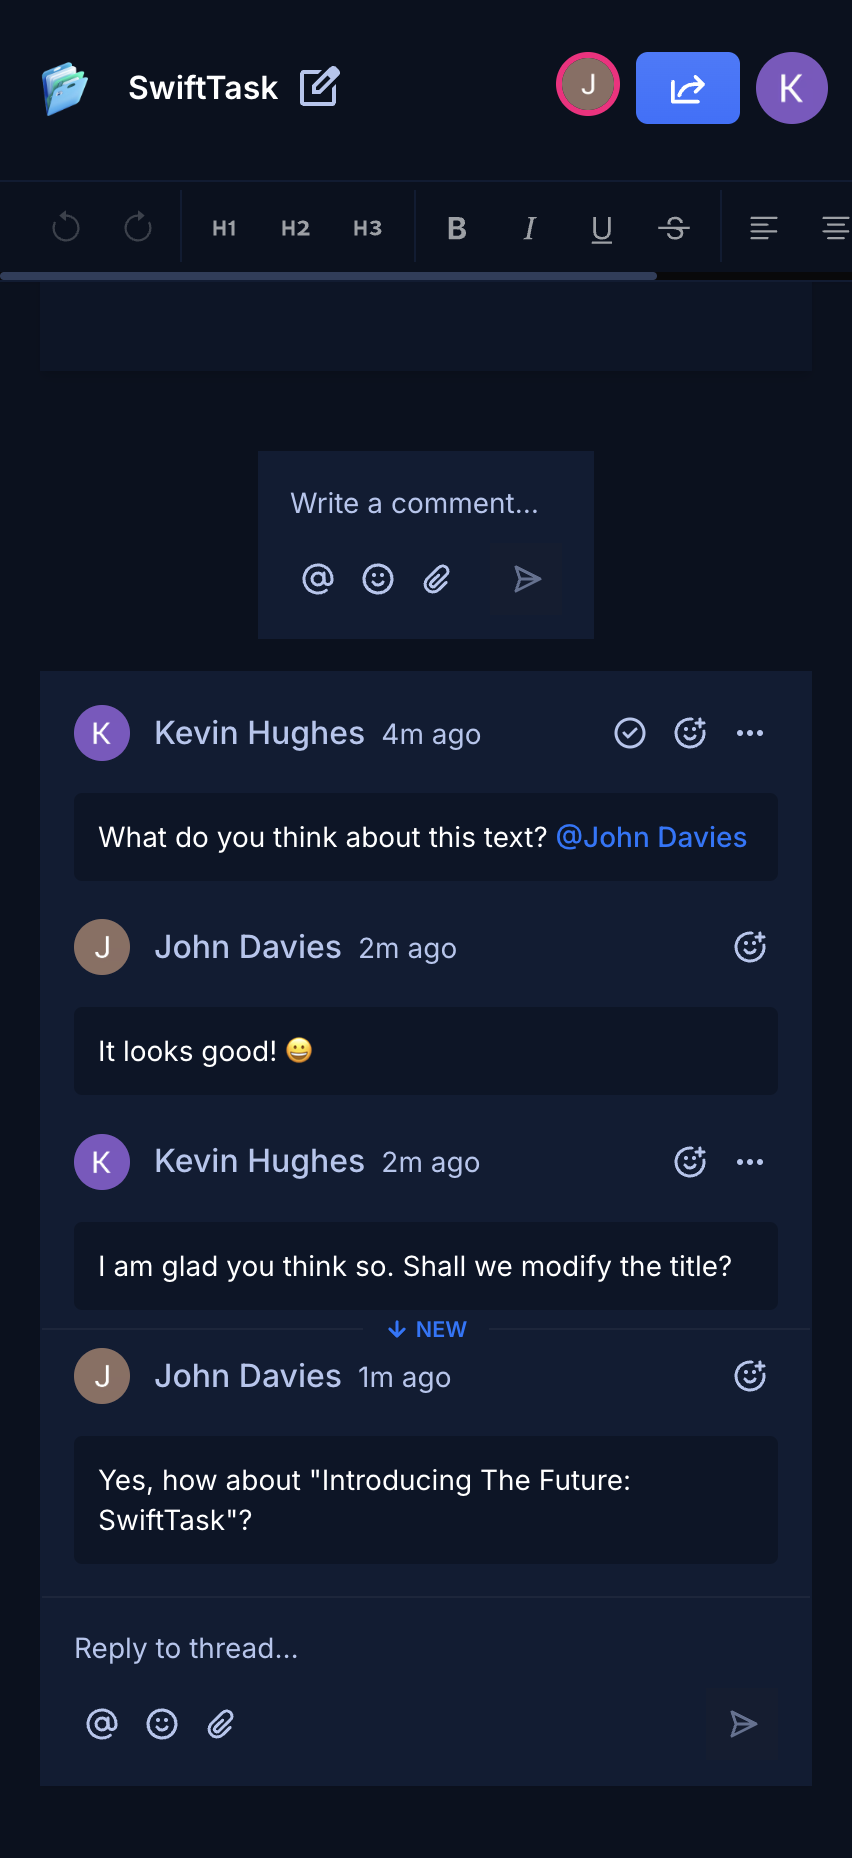 SwiftTask
J
K
H1 H2 H3 B I U S
Write a comment...
K
Kevin Hughes 4m ago
What do you think about this text? @John Davies
J
John Davies 2m ago
It looks good! 😀
K
Kevin Hughes 2m ago
I am glad you think so. Shall we modify the title?
NEW
J
John Davies 1m ago
Yes, how about "Introducing The Future:
SwiftTask"?
Reply to thread...